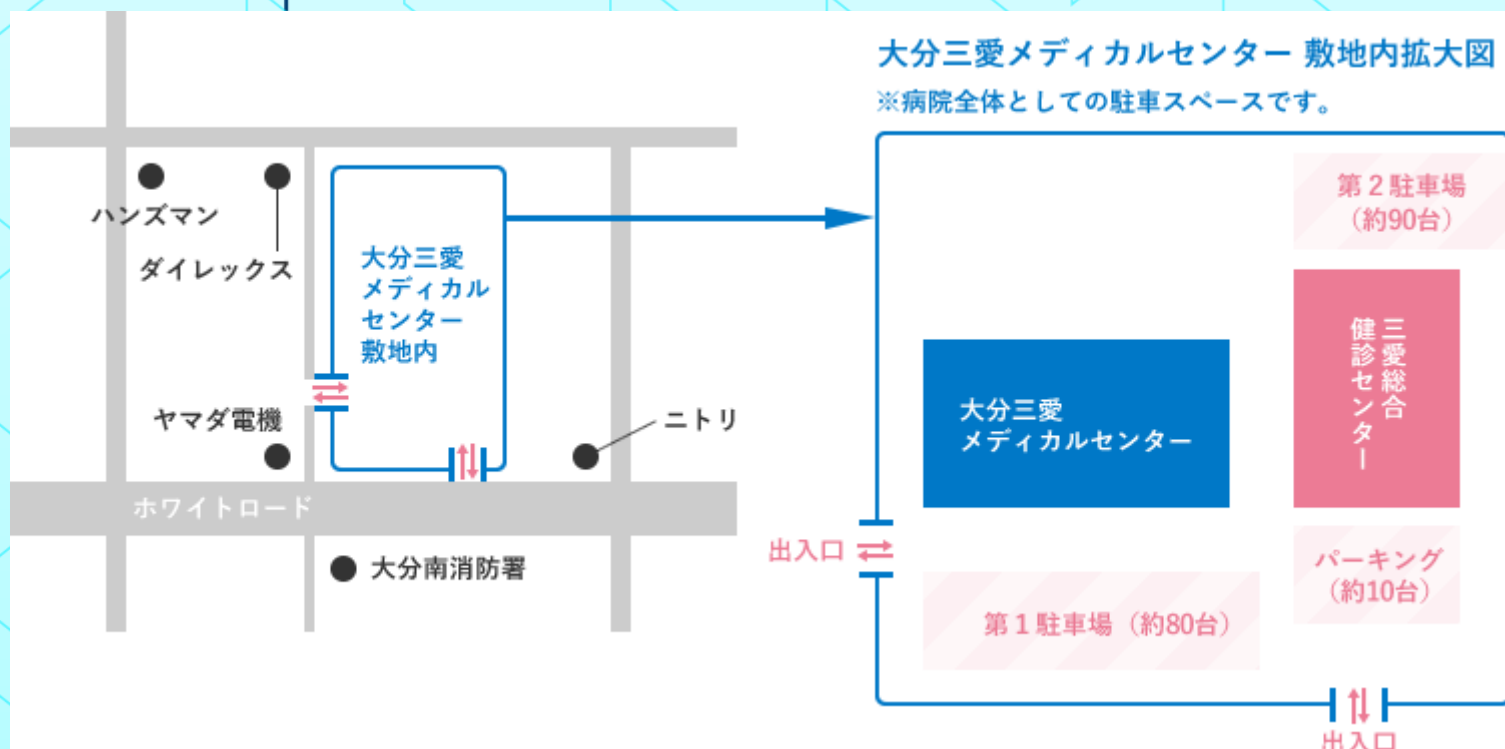 大分三愛メディカルセンター 敷地内拡大図
※病院全体としての駐車スペースです。
ハンズマン
ダイレックス
大分三愛
メディカル
センター
敷地内
ヤマダ電機
ニトリ
ホワイトロード
大分南消防署
第２駐車場
（約90台）
三愛総合
健診センター
大分三愛
メディカルセンター
出入口
パーキング
（約10台）
第１駐車場（約80台）
出入口